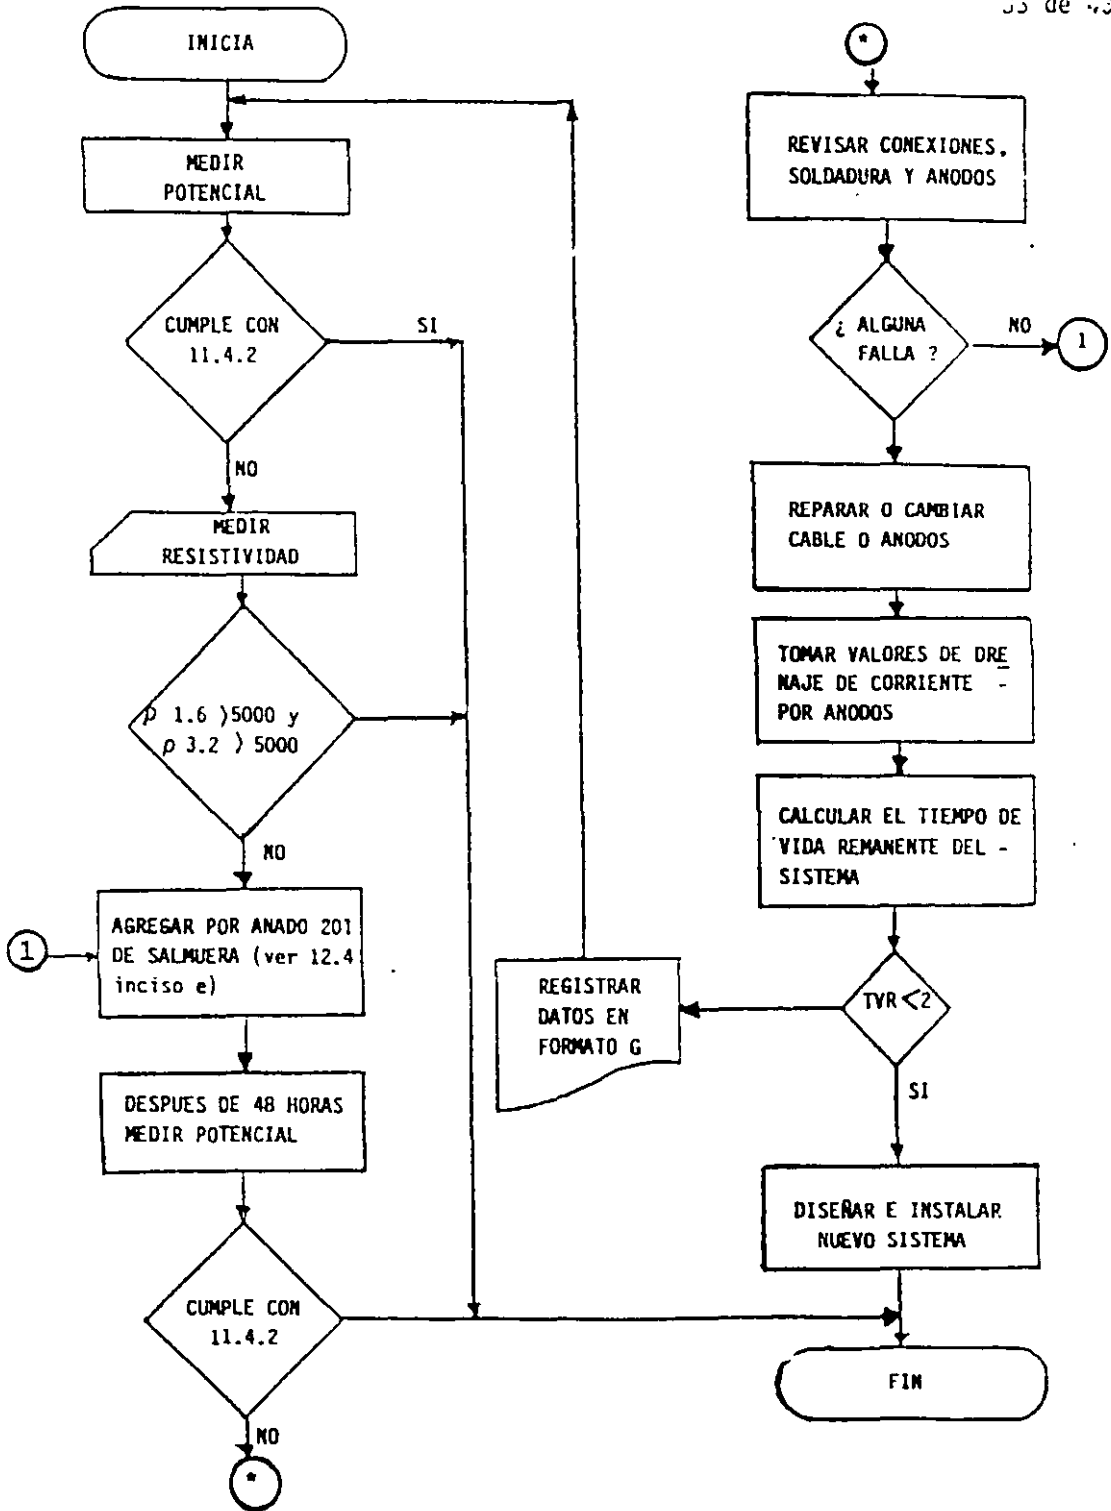 INICIA
MEDIR
POTENCIAL
CUMPLE CON
11.4.2
SI
NO
MEDIR
RESISTIVIDAD
ρ 1.6 ⟩5000 y
ρ 3.2 ⟩ 5000
NO
1
AGREGAR POR ANADO 20l
DE SALMUERA (ver 12.4
inciso e)
DESPUES DE 48 HORAS
MEDIR POTENCIAL
CUMPLE CON
11.4.2
NO
*
REGISTRAR
DATOS EN
FORMATO G
de
*
REVISAR CONEXIONES,
SOLDADURA Y ANODOS
¿ ALGUNA
FALLA ?
NO
1
REPARAR O CAMBIAR
CABLE O ANODOS
TOMAR VALORES DE DRE
NAJE DE CORRIENTE -
POR ANODOS
CALCULAR EL TIEMPO DE
VIDA REMANENTE DEL -
SISTEMA
TVR <2
SI
DISEÑAR E INSTALAR
NUEVO SISTEMA
FIN